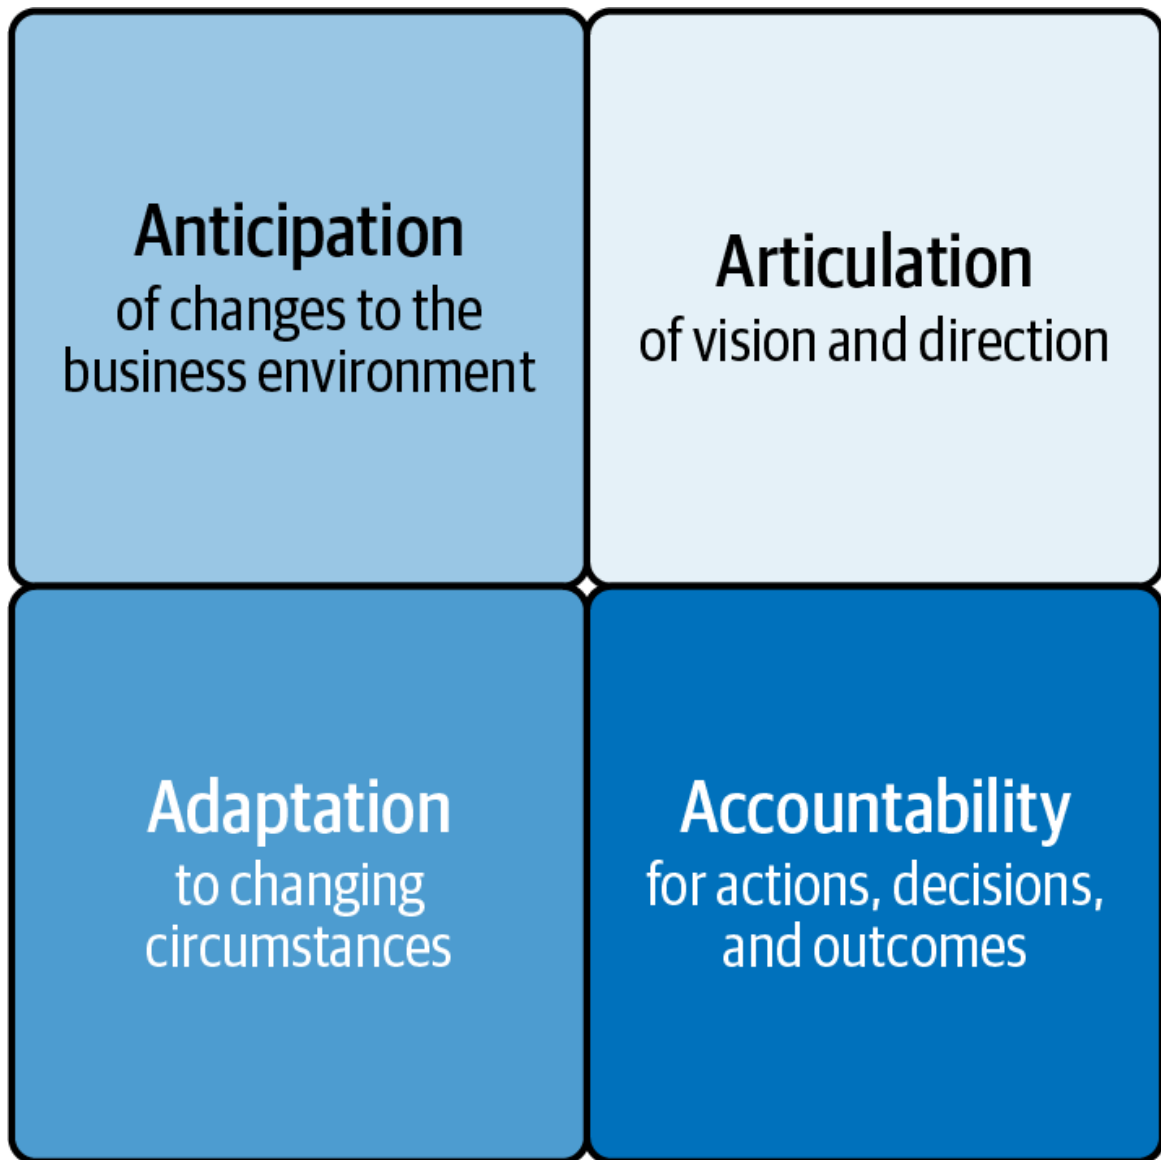 Anticipation
of changes to the
business environment
Articulation
of vision and direction
Adaptation
to changing
circumstances
Accountability
for actions, decisions,
and outcomes